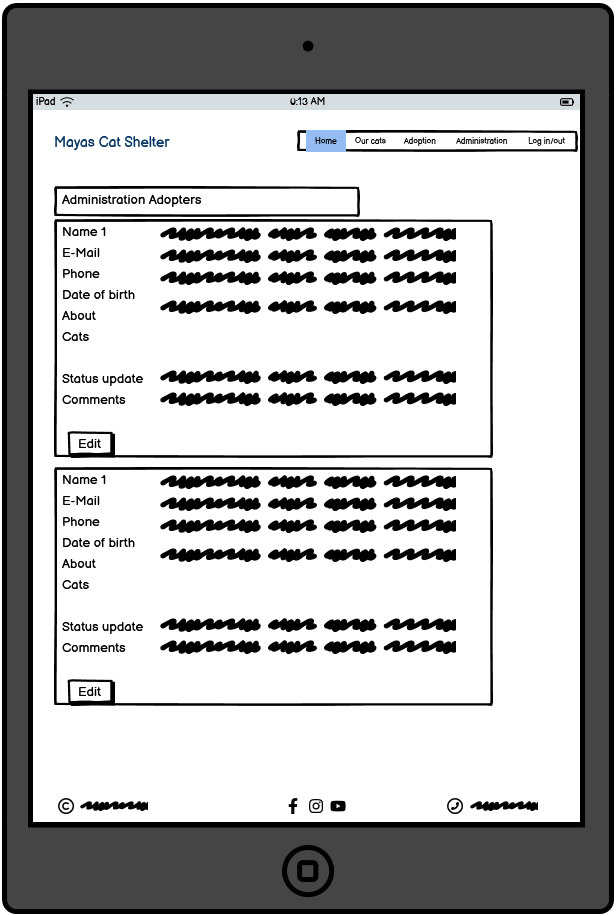 iPad 0:13 AM
Mayas Cat Shelter
Home Our cats Adoption Administration Log in/out
Administration Adopters
Name 1
E-Mail
Phone
Date of birth
About
Cats
Status update
Comments
Edit
Name 1
E-Mail
Phone
Date of birth
About
Cats
Status update
Comments
Edit